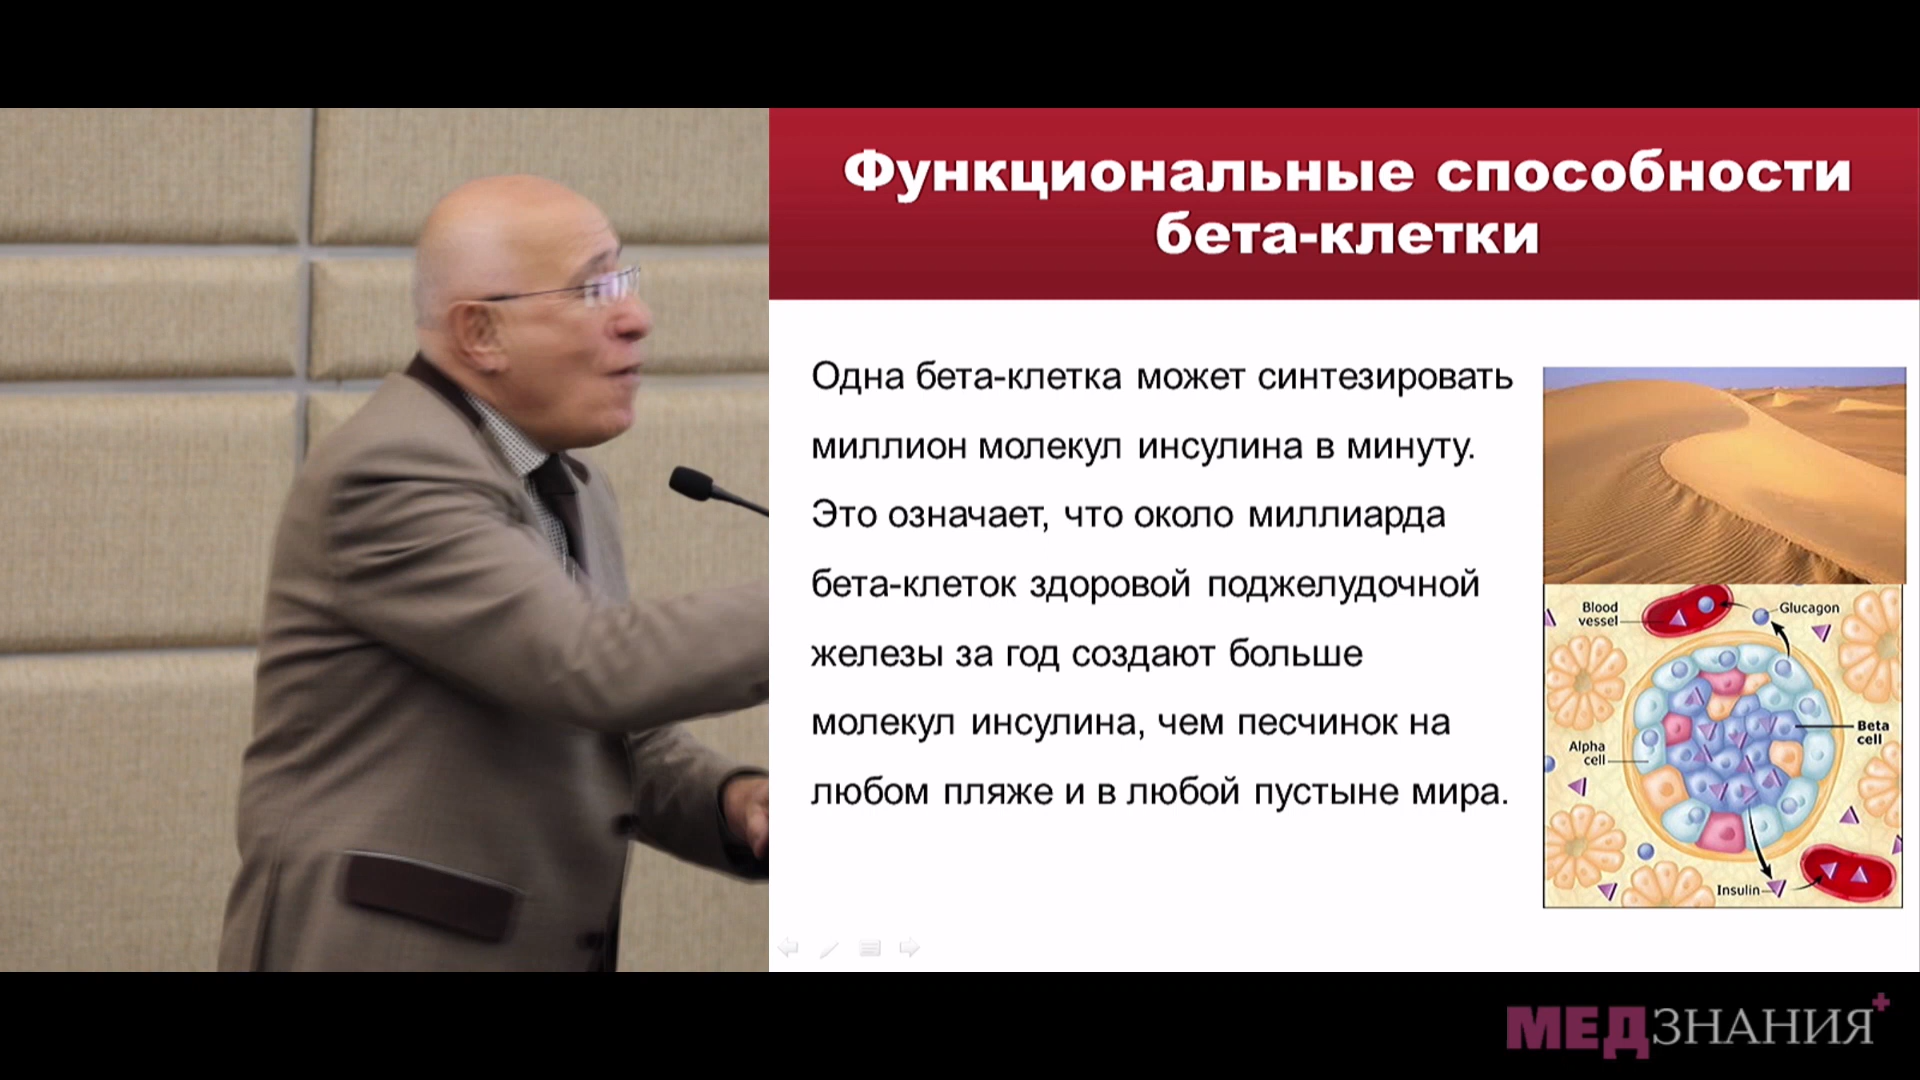 Функциональные способности
бета-клетки
Одна бета-клетка может синтезировать
миллион молекул инсулина в минуту.
Это означает, что около миллиарда
бета-клеток здоровой поджелудочной
железы за год создают больше
молекул инсулина, чем песчинок на
любом пляже и в любой пустыне мира.
Blood
vessel
Glucagon
Alpha
cell
Beta
cell
Insulin
МЕДЗНАНИЯ+